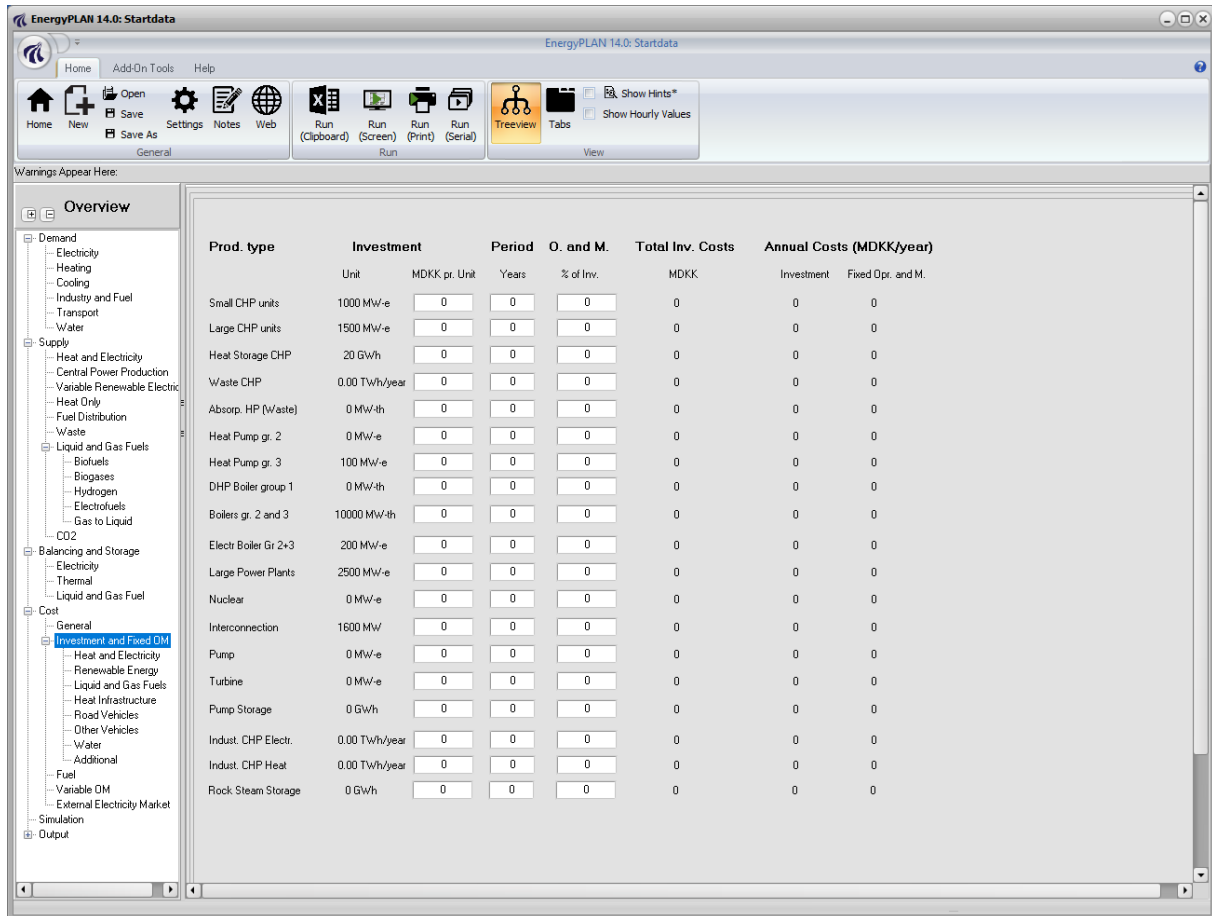 EnergyPLAN 14.0: Startdata
EnergyPLAN 14.0: Startdata
Home Add-On Tools Help
Home New Open Save Save As Settings Notes Web
General
Run (Clipboard) Run (Screen) Run (Print) Run (Serial)
Run
Treeview Tabs Show Hints* Show Hourly Values
View
Warnings Appear Here:
Overview
Demand
Electricity
Heating
Cooling
Industry and Fuel
Transport
Water
Supply
Heat and Electricity
Central Power Production
Variable Renewable Electric
Heat Only
Fuel Distribution
Waste
Liquid and Gas Fuels
Biofuels
Biogases
Hydrogen
Electrofuels
Gas to Liquid
CO2
Balancing and Storage
Electricity
Thermal
Liquid and Gas Fuel
Cost
General
Investment and Fixed OM
Heat and Electricity
Renewable Energy
Liquid and Gas Fuels
Heat Infrastructure
Road Vehicles
Other Vehicles
Water
Additional
Fuel
Variable OM
External Electricity Market
Simulation
Output
Prod. type Investment Period O. and M. Total Inv. Costs Annual Costs (MDKK/year)
Unit MDKK pr. Unit Years % of Inv. MDKK Investment Fixed Opr. and M.
Small CHP units 1000 MW-e 0 0 0 0 0 0
Large CHP units 1500 MW-e 0 0 0 0 0 0
Heat Storage CHP 20 GWh 0 0 0 0 0 0
Waste CHP 0.00 TWh/year 0 0 0 0 0 0
Absorp. HP (Waste) 0 MW-th 0 0 0 0 0 0
Heat Pump gr. 2 0 MW-e 0 0 0 0 0 0
Heat Pump gr. 3 100 MW-e 0 0 0 0 0 0
DHP Boiler group 1 0 MW-th 0 0 0 0 0 0
Boilers gr. 2 and 3 10000 MW-th 0 0 0 0 0 0
Electr Boiler Gr 2+3 200 MW-e 0 0 0 0 0 0
Large Power Plants 2500 MW-e 0 0 0 0 0 0
Nuclear 0 MW-e 0 0 0 0 0 0
Interconnection 1600 MW 0 0 0 0 0 0
Pump 0 MW-e 0 0 0 0 0 0
Turbine 0 MW-e 0 0 0 0 0 0
Pump Storage 0 GWh 0 0 0 0 0 0
Indust. CHP Electr. 0.00 TWh/year 0 0 0 0 0 0
Indust. CHP Heat 0.00 TWh/year 0 0 0 0 0 0
Rock Steam Storage 0 GWh 0 0 0 0 0 0